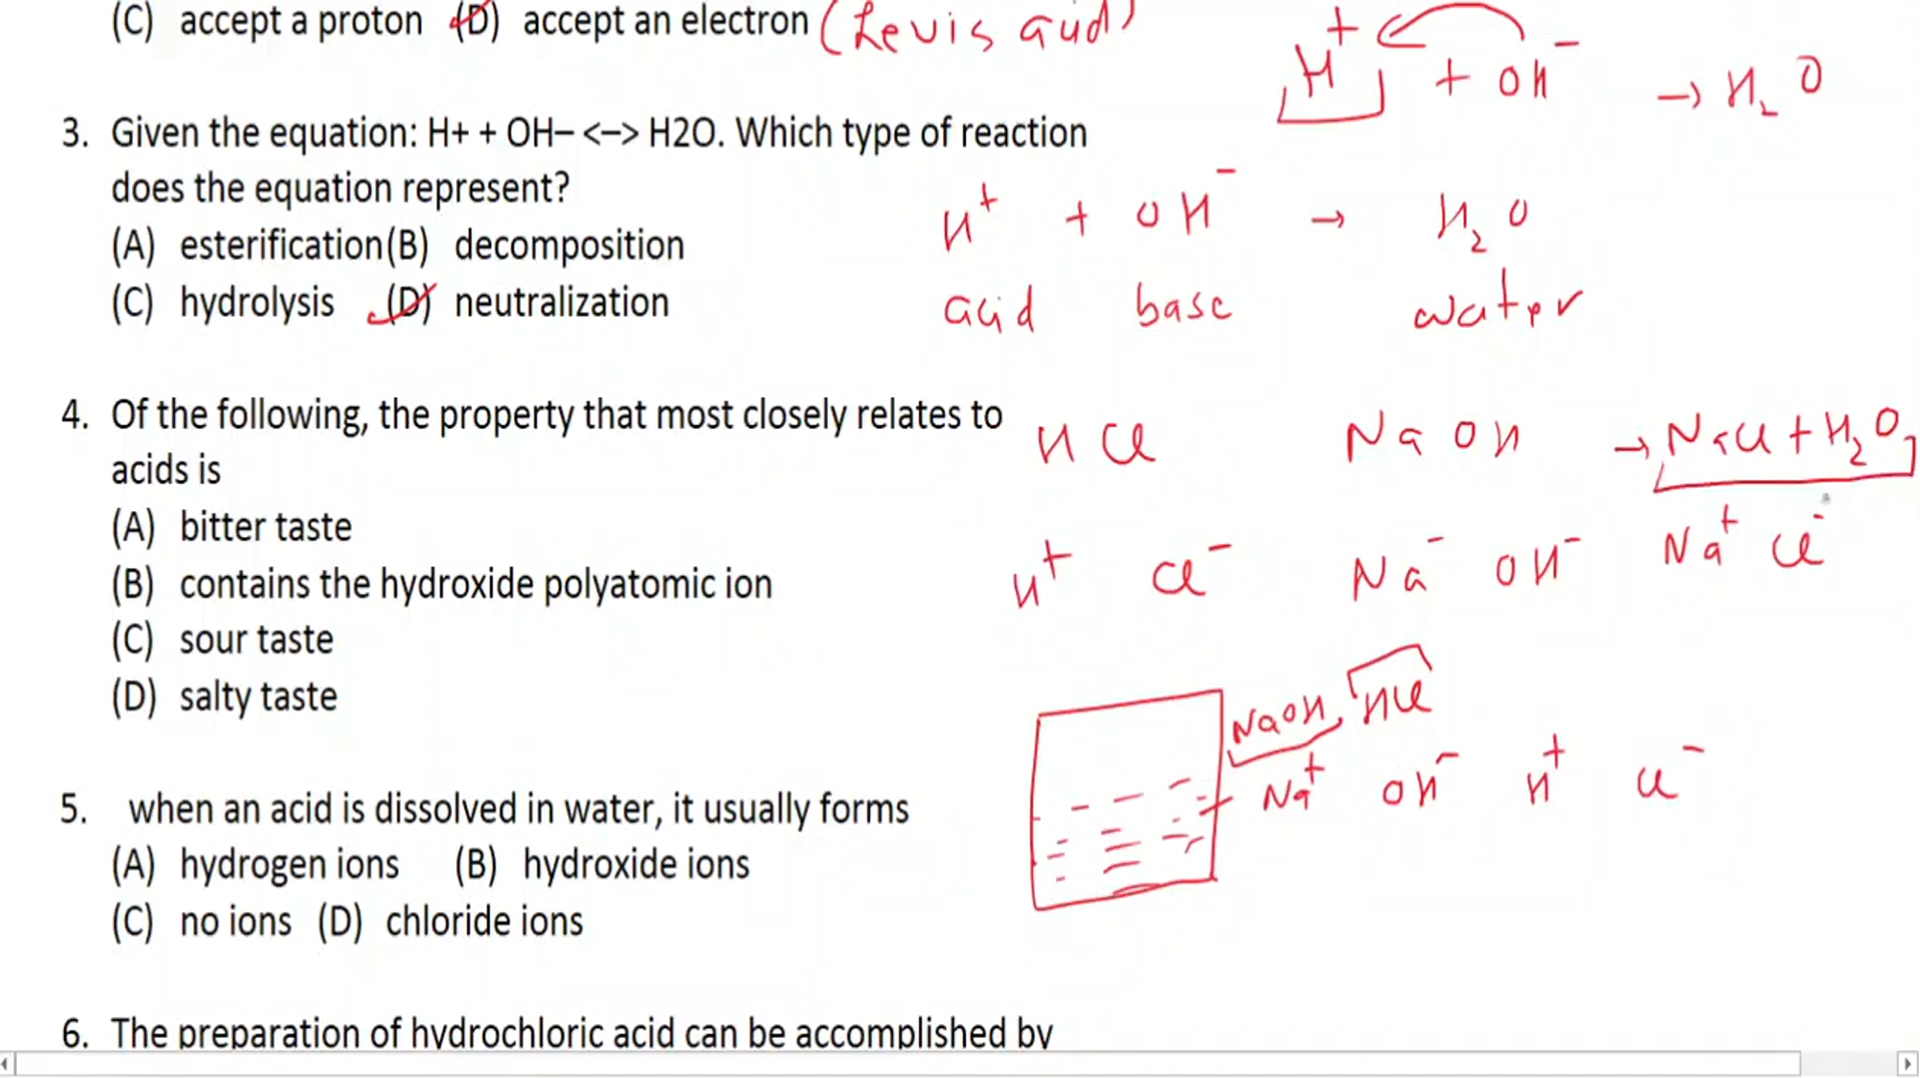 (C) accept a proton (D) accept an electron (Lewis acid)
H+ + OH− → H2O
3. Given the equation: H+ + OH− <−> H2O. Which type of reaction
does the equation represent?
H+ + OH− → H2O
(A) esterification(B) decomposition
(C) hydrolysis (D) neutralization
acid base water
4. Of the following, the property that most closely relates to
acids is
HCl NaOH → NaCl + H2O
(A) bitter taste
(B) contains the hydroxide polyatomic ion
H+ Cl− Na− OH− Na+ Cl−
(C) sour taste
(D) salty taste
NaOH, HCl
Na+ OH− H+ Cl−
5. when an acid is dissolved in water, it usually forms
(A) hydrogen ions (B) hydroxide ions
(C) no ions (D) chloride ions
6. The preparation of hydrochloric acid can be accomplished by